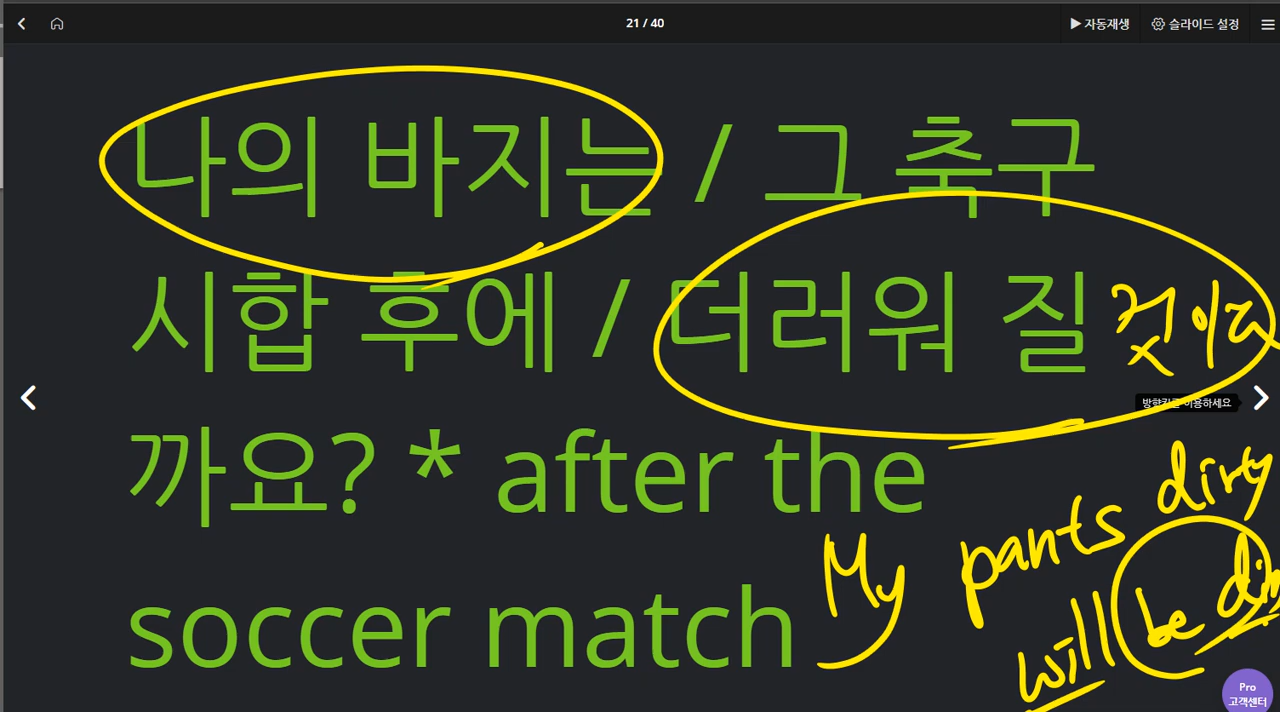 21 / 40
▶ 자동재생
슬라이드 설정
나의 바지는 / 그 축구
시합 후에 / 더러워 질
것이다
방향키를 이용하세요
까요? * after the
soccer match
My pants dirty
will be
Pro
고객센터